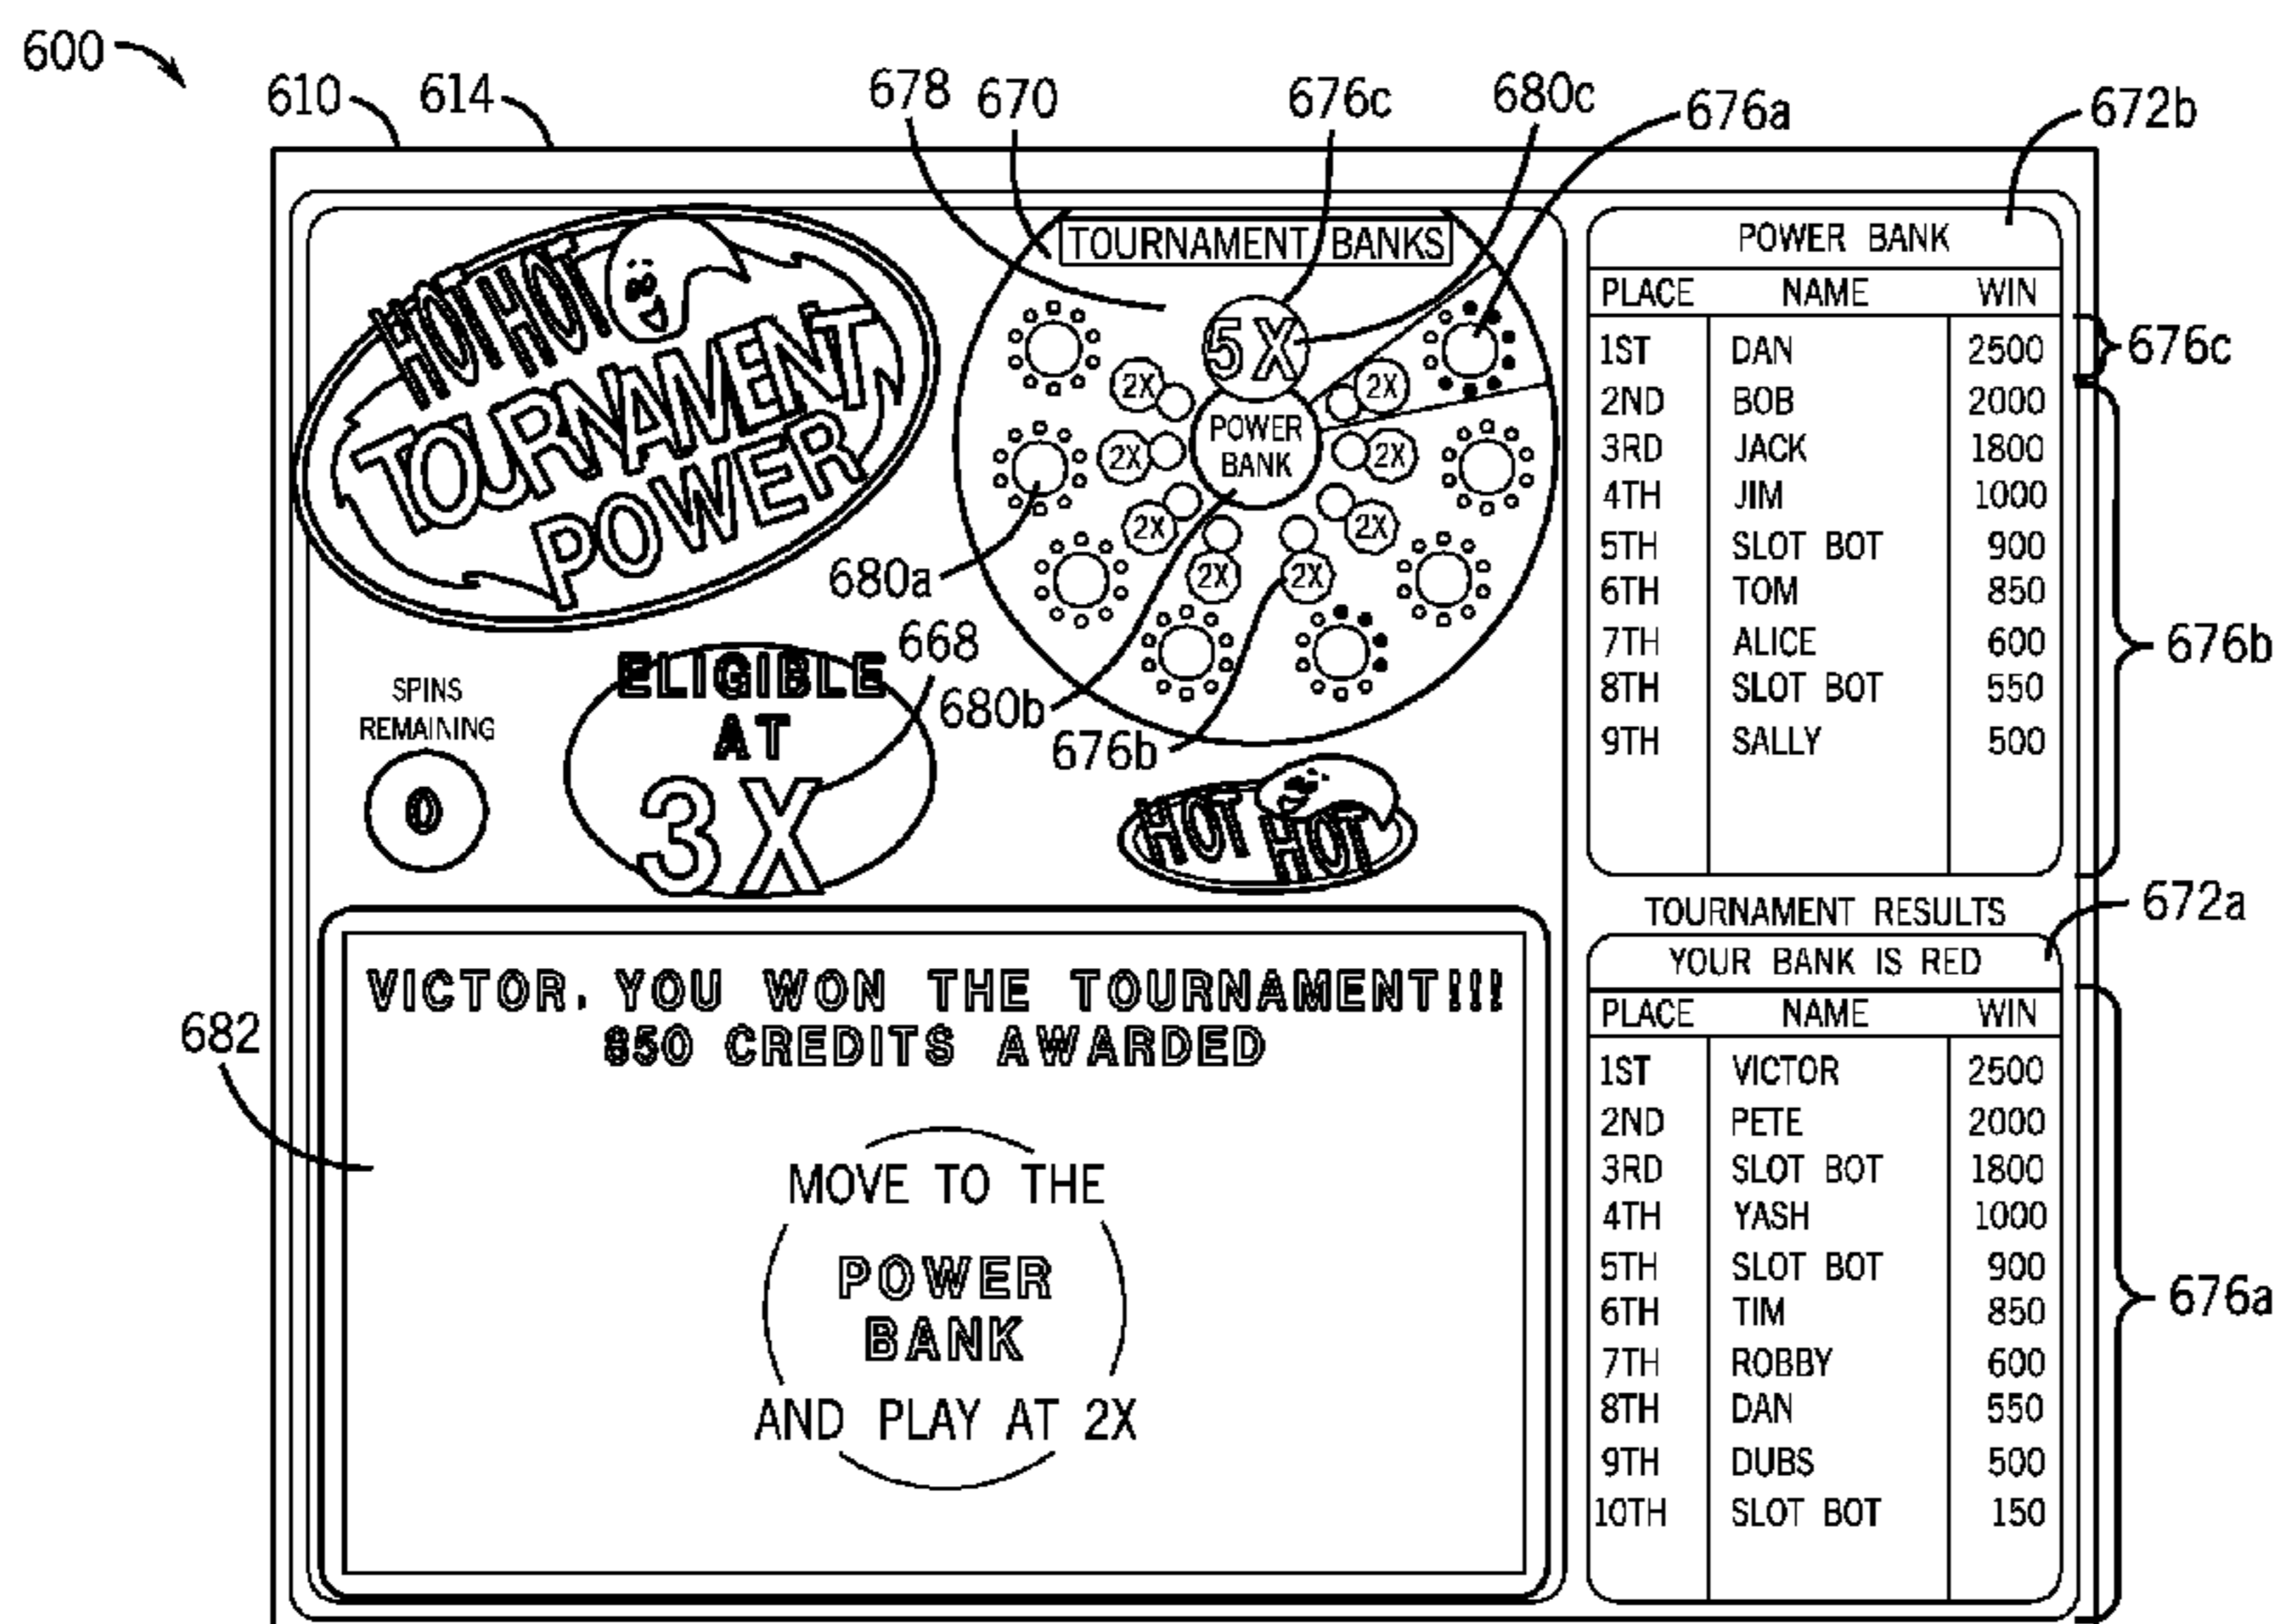 600
610
614
678
670
676c
680c
676a
672b
HOT HOT
TOURNAMENT
POWER
TOURNAMENT BANKS
5X
2X
2X
2X
2X
2X
2X
2X
2X
POWER
BANK
680a
680b
676b
668
SPINS
REMAINING
0
ELIGIBLE
AT
3X
HOT HOT
POWER BANK
PLACE NAME WIN
1ST DAN 2500
2ND BOB 2000
3RD JACK 1800
4TH JIM 1000
5TH SLOT BOT 900
6TH TOM 850
7TH ALICE 600
8TH SLOT BOT 550
9TH SALLY 500
676c
676b
672a
TOURNAMENT RESULTS
YOUR BANK IS RED
PLACE NAME WIN
1ST VICTOR 2500
2ND PETE 2000
3RD SLOT BOT 1800
4TH YASH 1000
5TH SLOT BOT 900
6TH TIM 850
7TH ROBBY 600
8TH DAN 550
9TH DUBS 500
10TH SLOT BOT 150
676a
682
VICTOR, YOU WON THE TOURNAMENT!!!
850 CREDITS AWARDED
MOVE TO THE
POWER
BANK
AND PLAY AT 2X